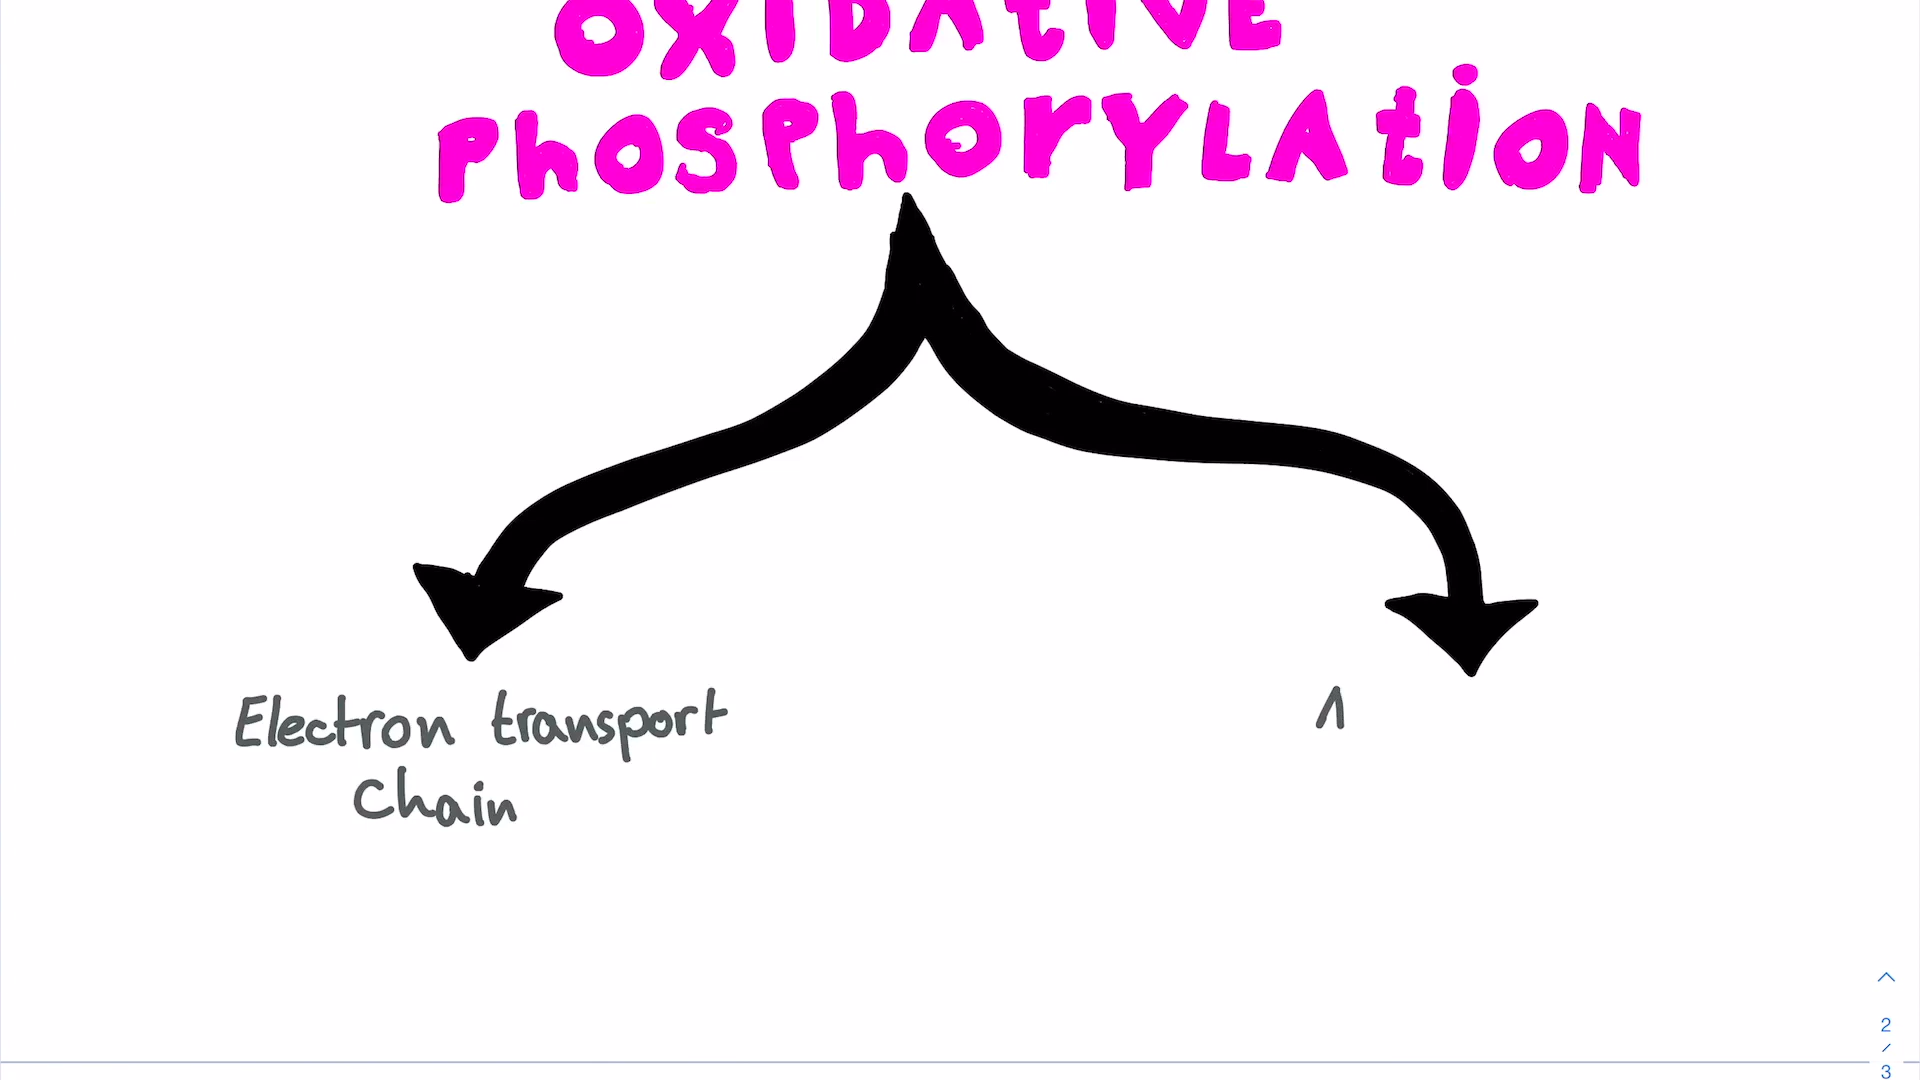 OXIDAtIVE
PhosphorYLAtiON
Electron transport
Chain
2
/
3